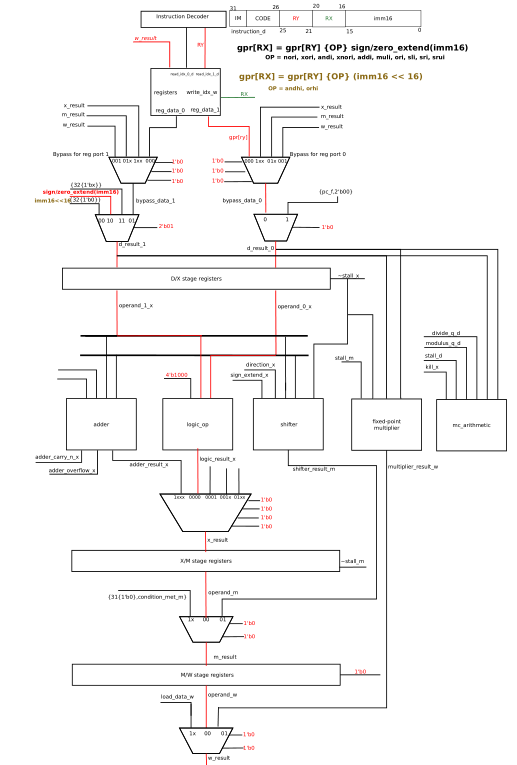 Instruction Decoder
31 26 20 16
IM CODE RY RX imm16
instruction_d 25 21 15 0
w_result
RY
gpr[RX] = gpr[RY] {OP} sign/zero_extend(imm16)
OP = nori, xori, andi, xnori, addi, muli, ori, sli, sri, srui
gpr[RX] = gpr[RY] {OP} (imm16 << 16)
OP = andhi, orhi
read_idx_0_d read_idx_1_d
registers write_idx_w
RX
reg_data_0 reg_data_1
x_result
m_result
w_result
gpr[ry]
x_result
m_result
w_result
Bypass for reg port 1
001 01x 1xx 000
1'b0
1'b0
1'b0
1'b0
1'b0
1'b0
000 1xx 01x 001
Bypass for reg port 0
{32{1'bx}}
sign/zero_extend(imm16)
imm16<<16
{32{1'b0}}
bypass_data_1
bypass_data_0
{pc_f,2'b00}
00 10 11 01
2'b01
0 1
1'b0
d_result_1
d_result_0
D/X stage registers
~stall_x
operand_1_x
operand_0_x
direction_x
sign_extend_x
4'b1000
stall_m
divide_q_d
modulus_q_d
stall_d
kill_x
adder
logic_op
shifter
fixed-point
multiplier
mc_arithmetic
adder_carry_n_x
adder_overflow_x
adder_result_x
logic_result_x
shifter_result_m
multiplier_result_w
1xxx 0000 0001 001x 01xx
1'b0
1'b0
1'b0
1'b0
x_result
X/M stage registers
~stall_m
{31{1'b0},condition_met_m}
operand_m
1x 00 01
1'b0
1'b0
m_result
M/W stage registers
1'b0
load_data_w
operand_w
1x 00 01
1'b0
1'b0
w_result